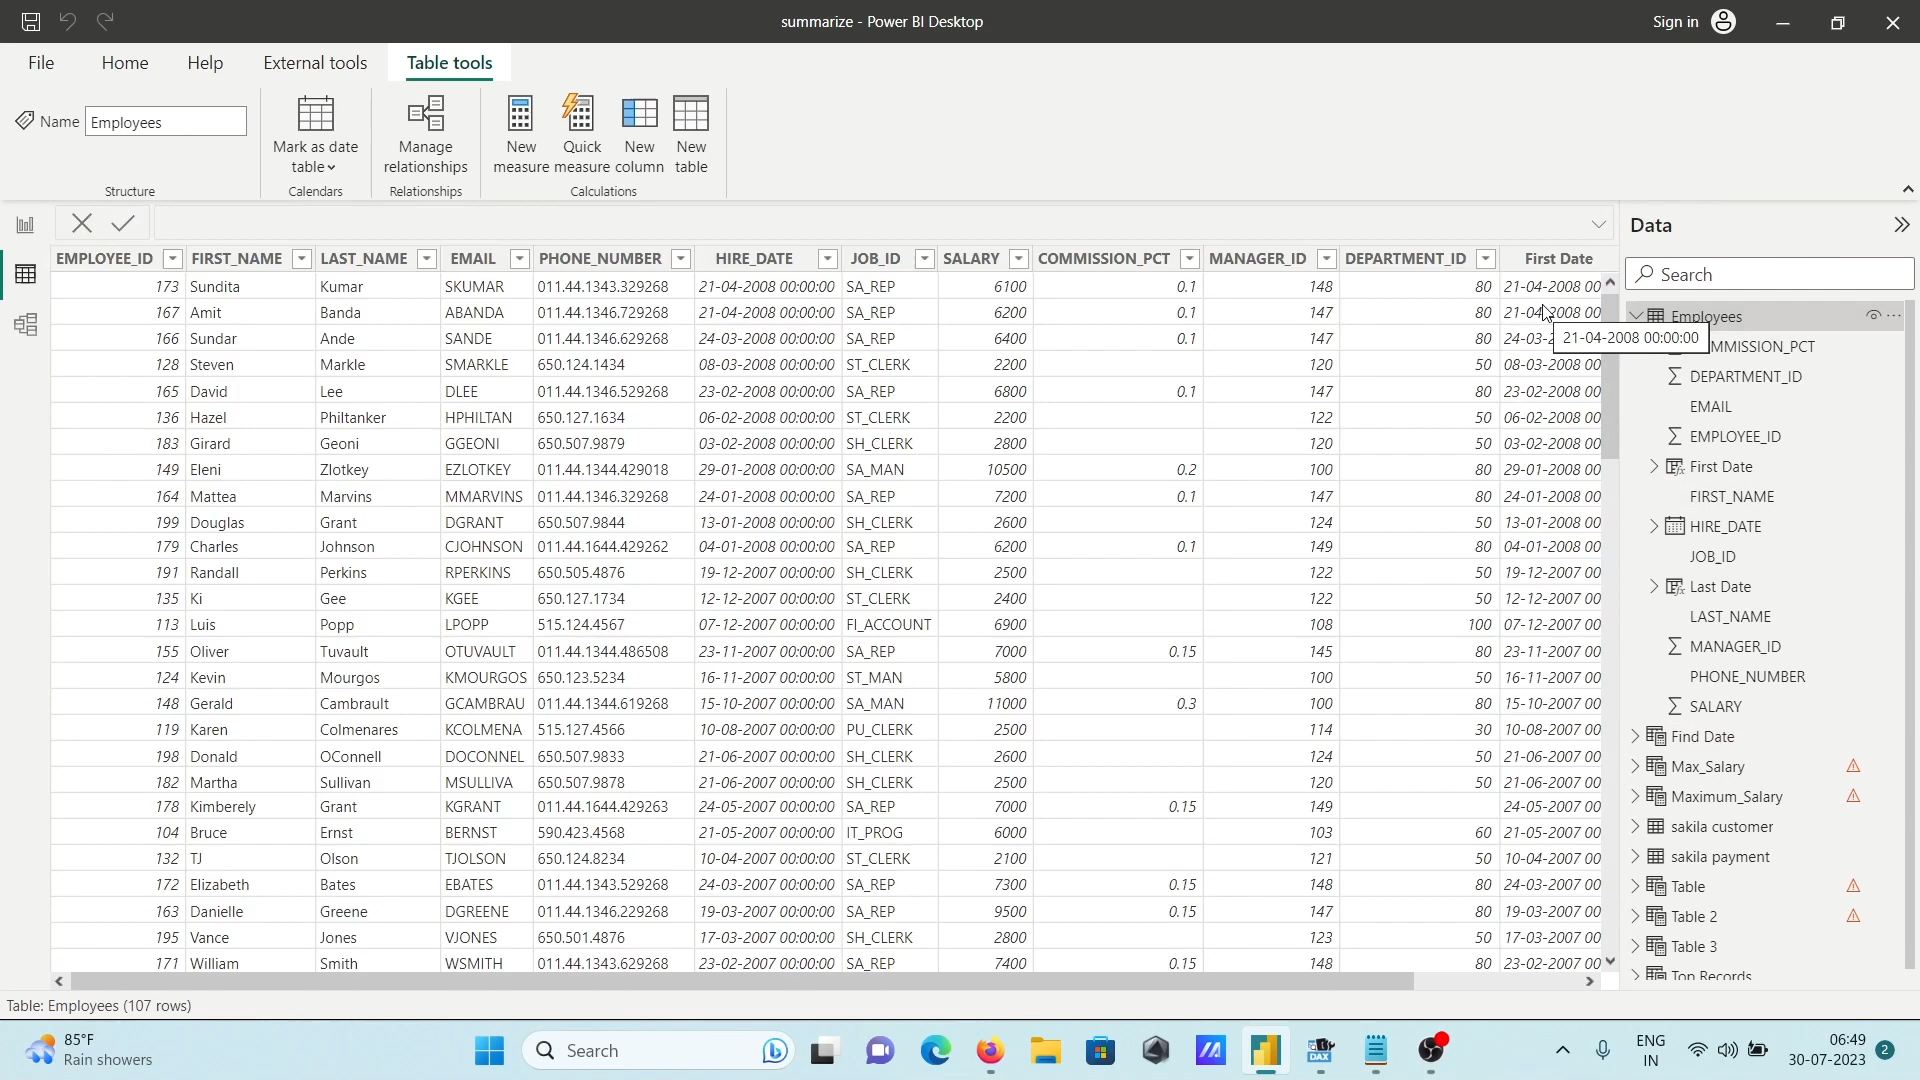 summarize - Power BI Desktop
Sign in
File Home Help External tools Table tools
Name Employees
Mark as date table
Manage relationships
New measure
Quick measure
New column
New table
Structure Calendars Relationships Calculations
Data
Search
EMPLOYEE_ID FIRST_NAME LAST_NAME EMAIL PHONE_NUMBER HIRE_DATE JOB_ID SALARY COMMISSION_PCT MANAGER_ID DEPARTMENT_ID First Date
173 Sundita Kumar SKUMAR 011.44.1343.329268 21-04-2008 00:00:00 SA_REP 6100 0.1 148 80 21-04-2008 00
167 Amit Banda ABANDA 011.44.1346.729268 21-04-2008 00:00:00 SA_REP 6200 0.1 147 80 21-04-2008 00
166 Sundar Ande SANDE 011.44.1346.629268 24-03-2008 00:00:00 SA_REP 6400 0.1 147 80 24-03-2
21-04-2008 00:00:00
128 Steven Markle SMARKLE 650.124.1434 08-03-2008 00:00:00 ST_CLERK 2200 120 50 08-03-2008 00
165 David Lee DLEE 011.44.1346.529268 23-02-2008 00:00:00 SA_REP 6800 0.1 147 80 23-02-2008 00
136 Hazel Philtanker HPHILTAN 650.127.1634 06-02-2008 00:00:00 ST_CLERK 2200 122 50 06-02-2008 00
183 Girard Geoni GGEONI 650.507.9879 03-02-2008 00:00:00 SH_CLERK 2800 120 50 03-02-2008 00
149 Eleni Zlotkey EZLOTKEY 011.44.1344.429018 29-01-2008 00:00:00 SA_MAN 10500 0.2 100 80 29-01-2008 00
164 Mattea Marvins MMARVINS 011.44.1346.329268 24-01-2008 00:00:00 SA_REP 7200 0.1 147 80 24-01-2008 00
199 Douglas Grant DGRANT 650.507.9844 13-01-2008 00:00:00 SH_CLERK 2600 124 50 13-01-2008 00
179 Charles Johnson CJOHNSON 011.44.1644.429262 04-01-2008 00:00:00 SA_REP 6200 0.1 149 80 04-01-2008 00
191 Randall Perkins RPERKINS 650.505.4876 19-12-2007 00:00:00 SH_CLERK 2500 122 50 19-12-2007 00
135 Ki Gee KGEE 650.127.1734 12-12-2007 00:00:00 ST_CLERK 2400 122 50 12-12-2007 00
113 Luis Popp LPOPP 515.124.4567 07-12-2007 00:00:00 FI_ACCOUNT 6900 108 100 07-12-2007 00
155 Oliver Tuvault OTUVAULT 011.44.1344.486508 23-11-2007 00:00:00 SA_REP 7000 0.15 145 80 23-11-2007 00
124 Kevin Mourgos KMOURGOS 650.123.5234 16-11-2007 00:00:00 ST_MAN 5800 100 50 16-11-2007 00
148 Gerald Cambrault GCAMBRAU 011.44.1344.619268 15-10-2007 00:00:00 SA_MAN 11000 0.3 100 80 15-10-2007 00
119 Karen Colmenares KCOLMENA 515.127.4566 10-08-2007 00:00:00 PU_CLERK 2500 114 30 10-08-2007 00
198 Donald OConnell DOCONNEL 650.507.9833 21-06-2007 00:00:00 SH_CLERK 2600 124 50 21-06-2007 00
182 Martha Sullivan MSULLIVA 650.507.9878 21-06-2007 00:00:00 SH_CLERK 2500 120 50 21-06-2007 00
178 Kimberely Grant KGRANT 011.44.1644.429263 24-05-2007 00:00:00 SA_REP 7000 0.15 149 24-05-2007 00
104 Bruce Ernst BERNST 590.423.4568 21-05-2007 00:00:00 IT_PROG 6000 103 60 21-05-2007 00
132 TJ Olson TJOLSON 650.124.8234 10-04-2007 00:00:00 ST_CLERK 2100 121 50 10-04-2007 00
172 Elizabeth Bates EBATES 011.44.1343.529268 24-03-2007 00:00:00 SA_REP 7300 0.15 148 80 24-03-2007 00
163 Danielle Greene DGREENE 011.44.1346.229268 19-03-2007 00:00:00 SA_REP 9500 0.15 147 80 19-03-2007 00
195 Vance Jones VJONES 650.501.4876 17-03-2007 00:00:00 SH_CLERK 2800 123 50 17-03-2007 00
171 William Smith WSMITH 011.44.1343.629268 23-02-2007 00:00:00 SA_REP 7400 0.15 148 80 23-02-2007 00
Employees
MMISSION_PCT
DEPARTMENT_ID
EMAIL
EMPLOYEE_ID
First Date
FIRST_NAME
HIRE_DATE
JOB_ID
Last Date
LAST_NAME
MANAGER_ID
PHONE_NUMBER
SALARY
Find Date
Max_Salary
Maximum_Salary
sakila customer
sakila payment
Table
Table 2
Table 3
Top Records
Table: Employees (107 rows)
85°F
Rain showers
Search
DAX
ENG
IN
06:49
30-07-2023
2